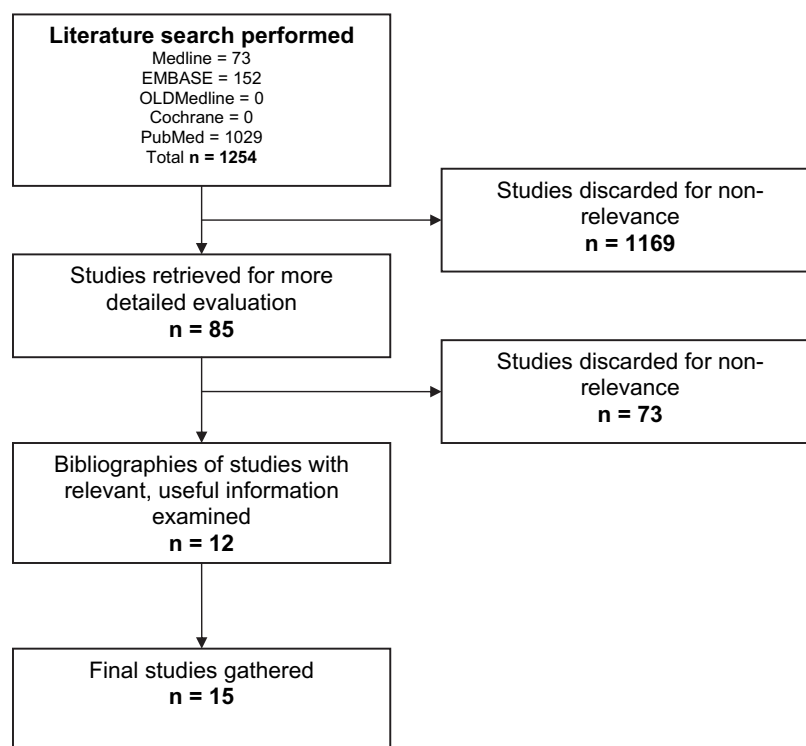 Literature search performed
Medline = 73
EMBASE = 152
OLDMedline = 0
Cochrane = 0
PubMed = 1029
Total n = 1254
Studies discarded for non-
relevance
n = 1169
Studies retrieved for more
detailed evaluation
n = 85
Studies discarded for non-
relevance
n = 73
Bibliographies of studies with
relevant, useful information
examined
n = 12
Final studies gathered
n = 15